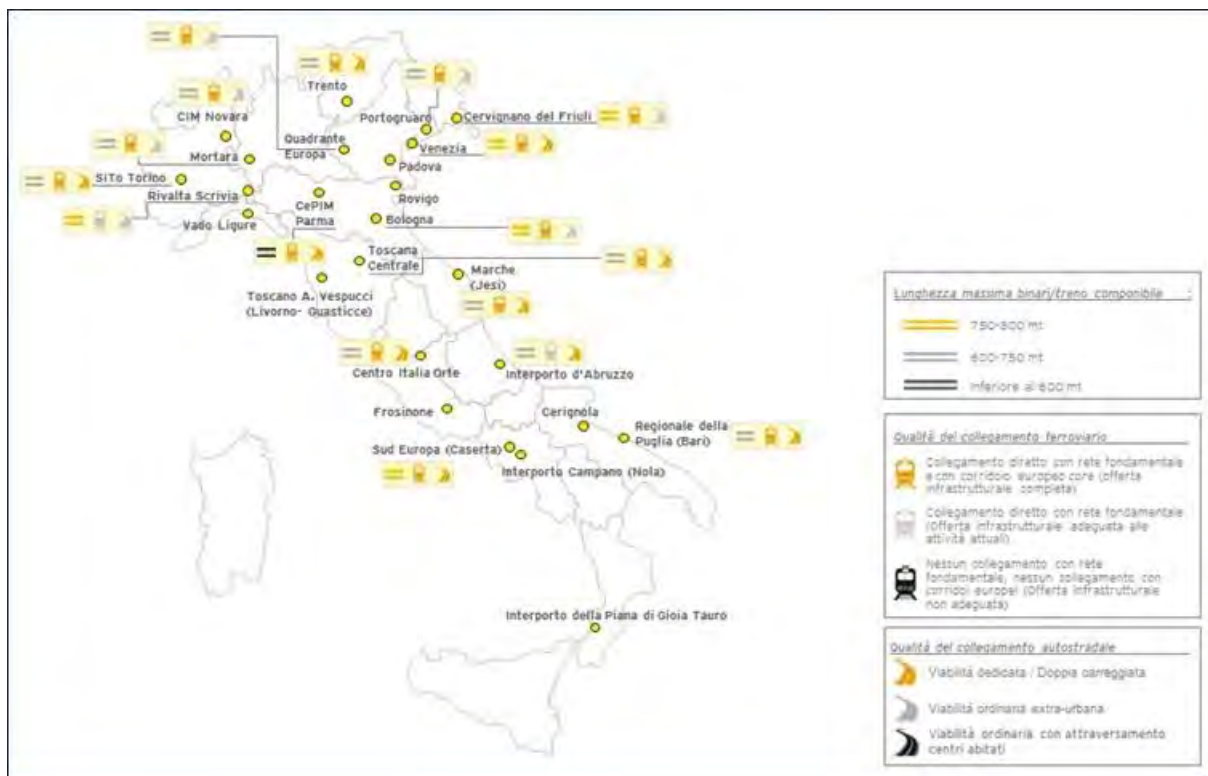 Trento
CIM Novara
Portogruaro
Cervignano del Friuli
Quadrante
Europa
Venezia
Mortara
Padova
SiTo Torino
Rivalta Scrivia
CePIM
Parma
Rovigo
Vado Ligure
Bologna
Toscana
Centrale
Marche
(Jesi)
Toscano A. Vespucci
(Livorno- Guasticce)
Centro Italia Orte
Interporto d'Abruzzo
Frosinone
Cerignola
Regionale della
Puglia (Bari)
Sud Europa (Caserta)
Interporto Campano (Nola)
Interporto della Piana di Gioia Tauro
Lunghezza massima binari/treno componibile :
750-800 mt
600-750 mt
Inferiore ai 600 mt
Qualità del collegamento ferroviario
Collegamento diretto con rete fondamentale
e con corridoio europeo core (offerta
infrastrutturale completa)
Collegamento diretto con rete fondamentale
(Offerta infrastrutturale adeguata alle
attività attuali)
Nessun collegamento con rete
fondamentale, nessun collegamento con
corridoi europei (Offerta infrastrutturale
non adeguata)
Qualità del collegamento autostradale
Viabilità dedicata / Doppia carreggiata
Viabilità ordinaria extra-urbana
Viabilità ordinaria con attraversamento
centri abitati